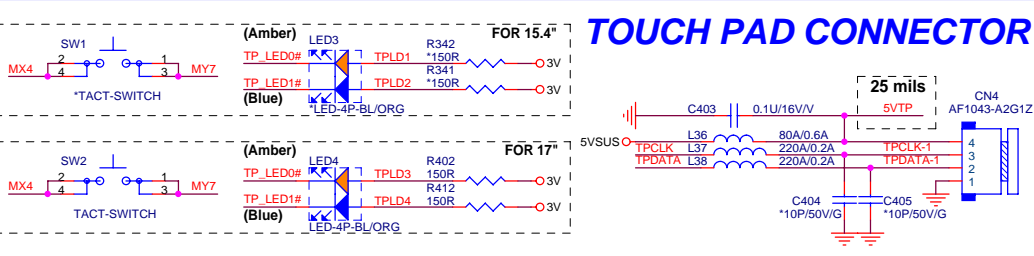 TOUCH PAD CONNECTOR
(Amber)
FOR 15.4"
SW1
LED3
R342
TP_LED0#
TPLD1
*150R
3V
2
1
MX4
4
3
MY7
R341
TP_LED1#
TPLD2
*150R
3V
(Blue)
*TACT-SWITCH
*LED-4P-BL/ORG
(Amber)
FOR 17"
SW2
LED4
R402
TP_LED0#
TPLD3
150R
3V
2
1
MX4
4
3
MY7
R412
TP_LED1#
TPLD4
150R
3V
(Blue)
TACT-SWITCH
LED-4P-BL/ORG
25 mils
CN4
C403
0.1U/16V/V
5VTP
AF1043-A2G1Z
5VSUS
L36
80A/0.6A
4
TPCLK
L37
220A/0.2A
TPCLK-1
3
TPDATA
L38
220A/0.2A
TPDATA-1
2
1
C404
*10P/50V/G
C405
*10P/50V/G